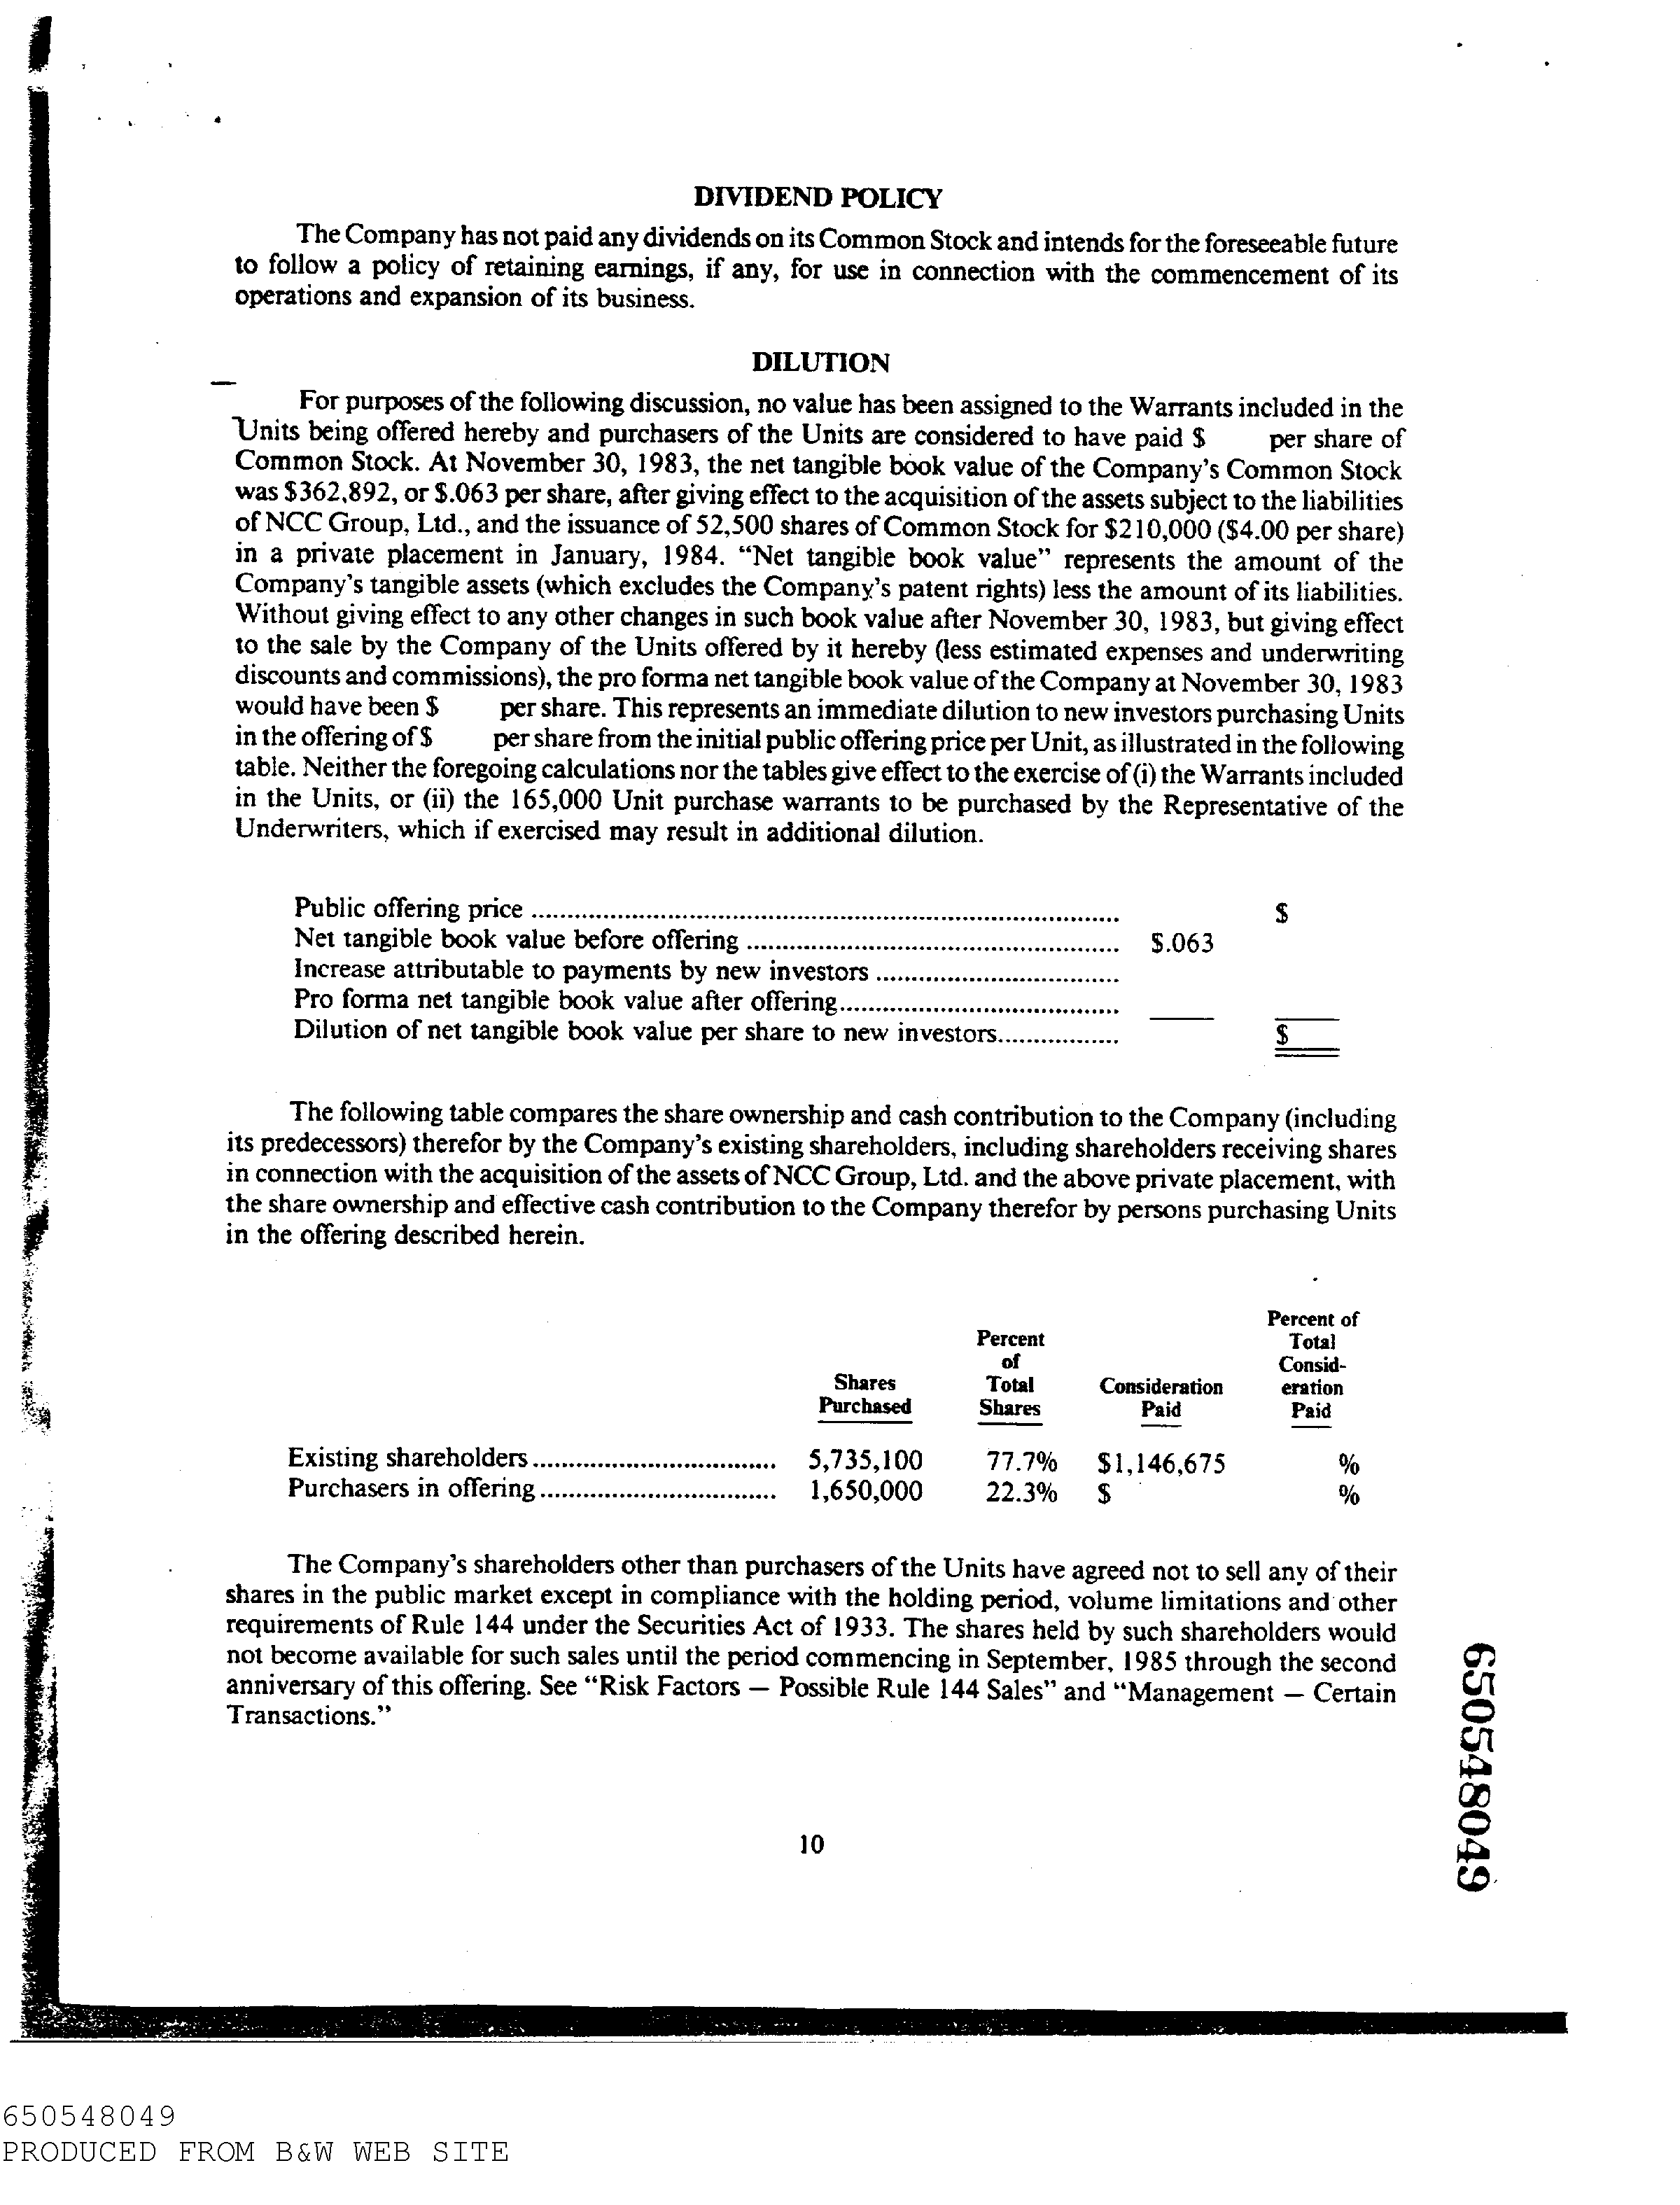 DIVIDEND POLICY
The Company has not paid any dividends on its Common Stock and intends for the foreseeable future
to follow a policy of retaining earnings, if any, for use in connection with the commencement of its
operations and expansion of its business.
DILUTION
For purposes of the following discussion, no value has been assigned to the Warrants included in the
Units being offered hereby and purchasers of the Units are considered to have paid $ per share of
Common Stock. At November 30, 1983, the net tangible book value of the Company's Common Stock
was $362,892, or $.063 per share, after giving effect to the acquisition of the assets subject to the liabilities
of NCC Group, Ltd., and the issuance of 52,500 shares of Common Stock for $210,000 ($4.00 per share)
in a private placement in January, 1984. “Net tangible book value” represents the amount of the
Company's tangible assets (which excludes the Company's patent rights) less the amount of its liabilities.
Without giving effect to any other changes in such book value after November 30, 1983, but giving effect
to the sale by the Company of the Units offered by it hereby (less estimated expenses and underwriting
discounts and commissions), the pro forma net tangible book value of the Company at November 30, 1983
would have been $ per share. This represents an immediate dilution to new investors purchasing Units
in the offering of $ per share from the initial public offering price per Unit, as illustrated in the following
table. Neither the foregoing calculations nor the tables give effect to the exercise of (i) the Warrants included
in the Units, or (ii) the 165,000 Unit purchase warrants to be purchased by the Representative of the
Underwriters, which if exercised may result in additional dilution.
Public offering price ........ $
Net tangible book value before offering ........ $.063
Increase attributable to payments by new investors ........
Pro forma net tangible book value after offering ........
Dilution of net tangible book value per share to new investors ........ $
The following table compares the share ownership and cash contribution to the Company (including
its predecessors) therefor by the Company's existing shareholders, including shareholders receiving shares
in connection with the acquisition of the assets of NCC Group, Ltd. and the above private placement, with
the share ownership and effective cash contribution to the Company therefor by persons purchasing Units
in the offering described herein.
Percent of
Percent Total
of Consid-
Shares Total Consideration eration
Purchased Shares Paid Paid
Existing shareholders ........ 5,735,100 77.7% $1,146,675 %
Purchasers in offering ........ 1,650,000 22.3% $ %
The Company's shareholders other than purchasers of the Units have agreed not to sell any of their
shares in the public market except in compliance with the holding period, volume limitations and other
requirements of Rule 144 under the Securities Act of 1933. The shares held by such shareholders would
not become available for such sales until the period commencing in September, 1985 through the second
anniversary of this offering. See “Risk Factors — Possible Rule 144 Sales” and “Management — Certain
Transactions.”
650548049
10
650548049
PRODUCED FROM B&W WEB SITE